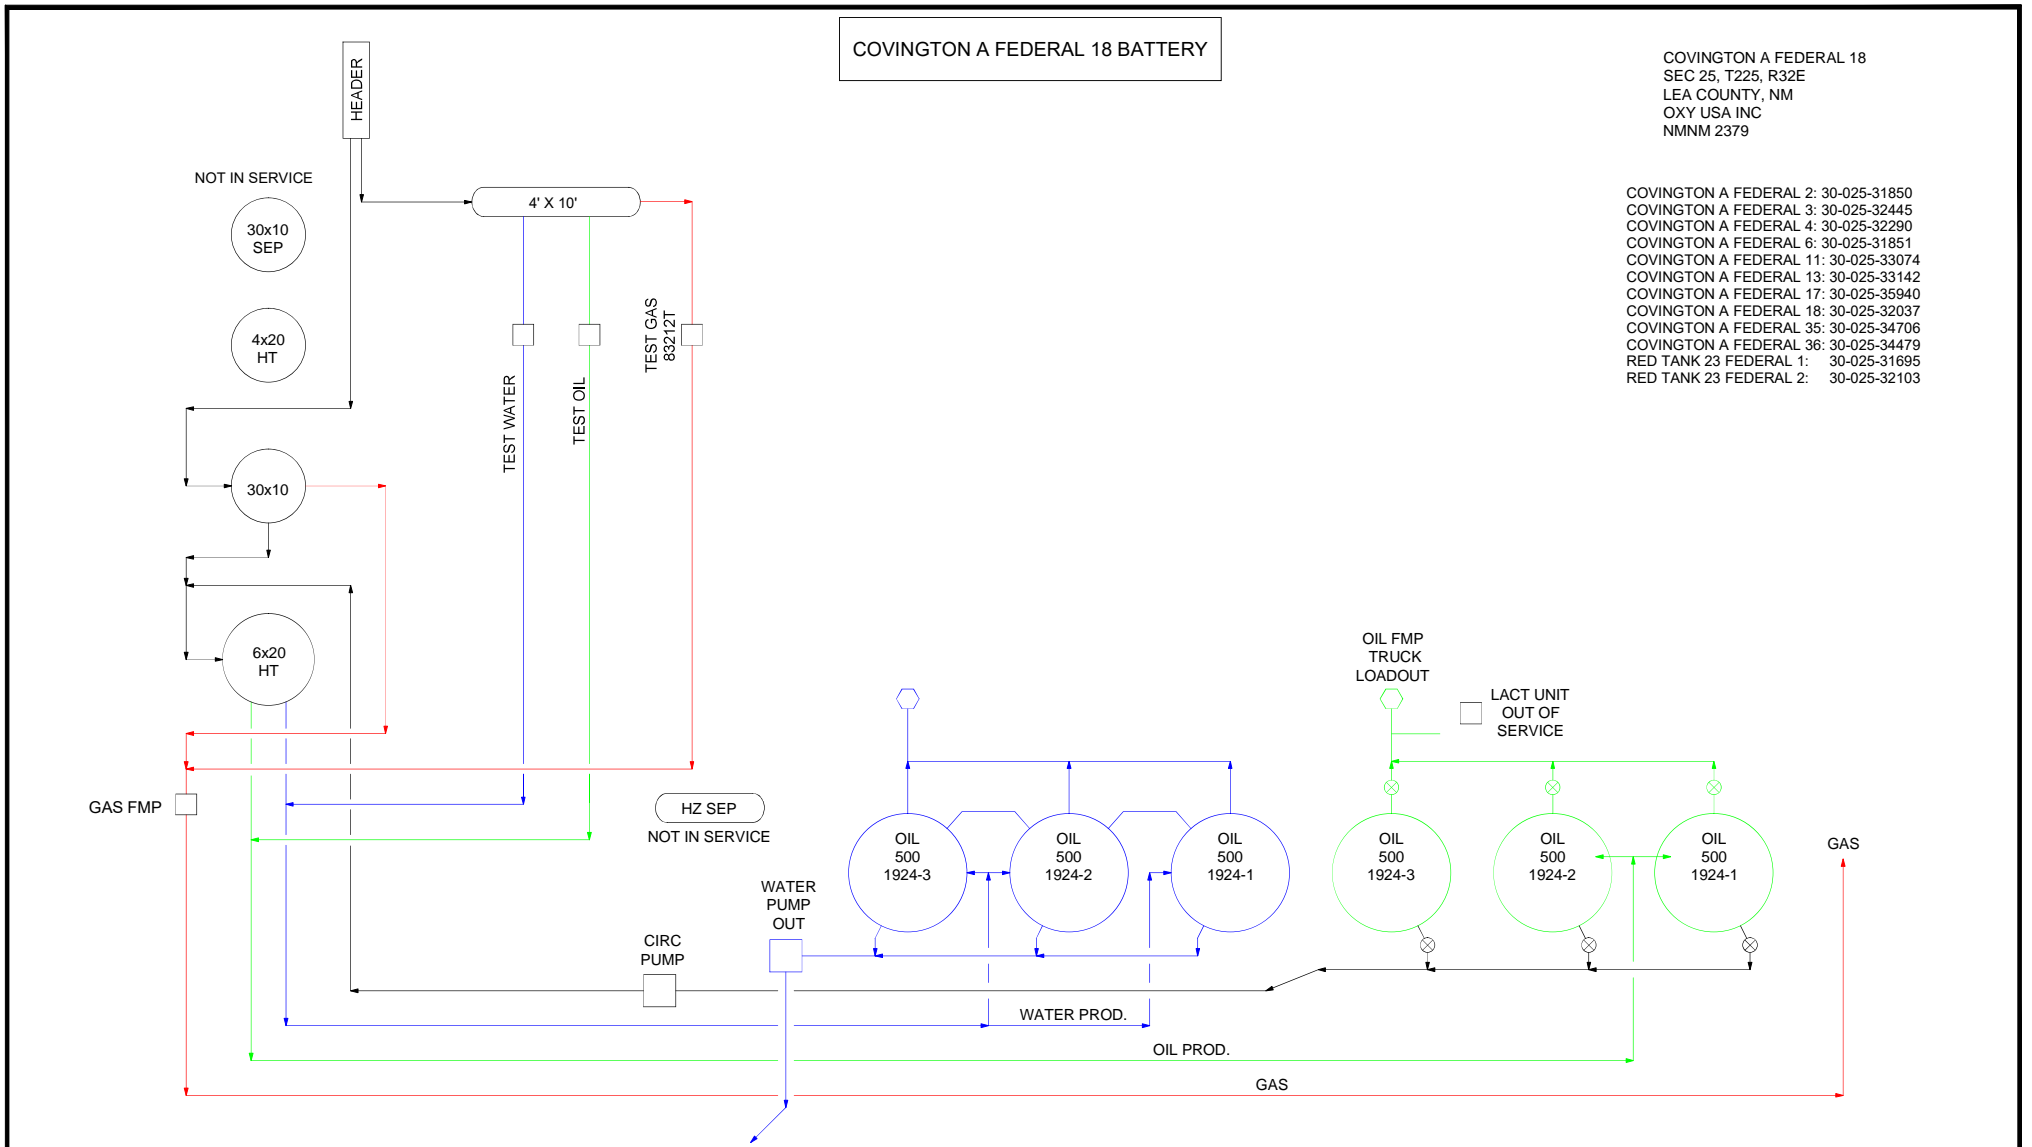 COVINGTON A FEDERAL 18 BATTERY
COVINGTON A FEDERAL 18
SEC 25, T225, R32E
LEA COUNTY, NM
OXY USA INC
NMNM 2379
HEADER
NOT IN SERVICE
30x10
SEP
4' X 10'
COVINGTON A FEDERAL 2: 30-025-31850
COVINGTON A FEDERAL 3: 30-025-32445
COVINGTON A FEDERAL 4: 30-025-32290
COVINGTON A FEDERAL 6: 30-025-31851
COVINGTON A FEDERAL 11: 30-025-33074
COVINGTON A FEDERAL 13: 30-025-33142
COVINGTON A FEDERAL 17: 30-025-35940
COVINGTON A FEDERAL 18: 30-025-32037
COVINGTON A FEDERAL 35: 30-025-34706
COVINGTON A FEDERAL 36: 30-025-34479
RED TANK 23 FEDERAL 1: 30-025-31695
RED TANK 23 FEDERAL 2: 30-025-32103
4x20
HT
TEST WATER
TEST OIL
TEST GAS
83212T
30x10
6x20
HT
OIL FMP
TRUCK
LOADOUT
LACT UNIT
OUT OF
SERVICE
GAS FMP
HZ SEP
NOT IN SERVICE
OIL
500
1924-3
OIL
500
1924-2
OIL
500
1924-1
OIL
500
1924-3
OIL
500
1924-2
OIL
500
1924-1
GAS
WATER
PUMP
OUT
CIRC
PUMP
WATER PROD.
OIL PROD.
GAS